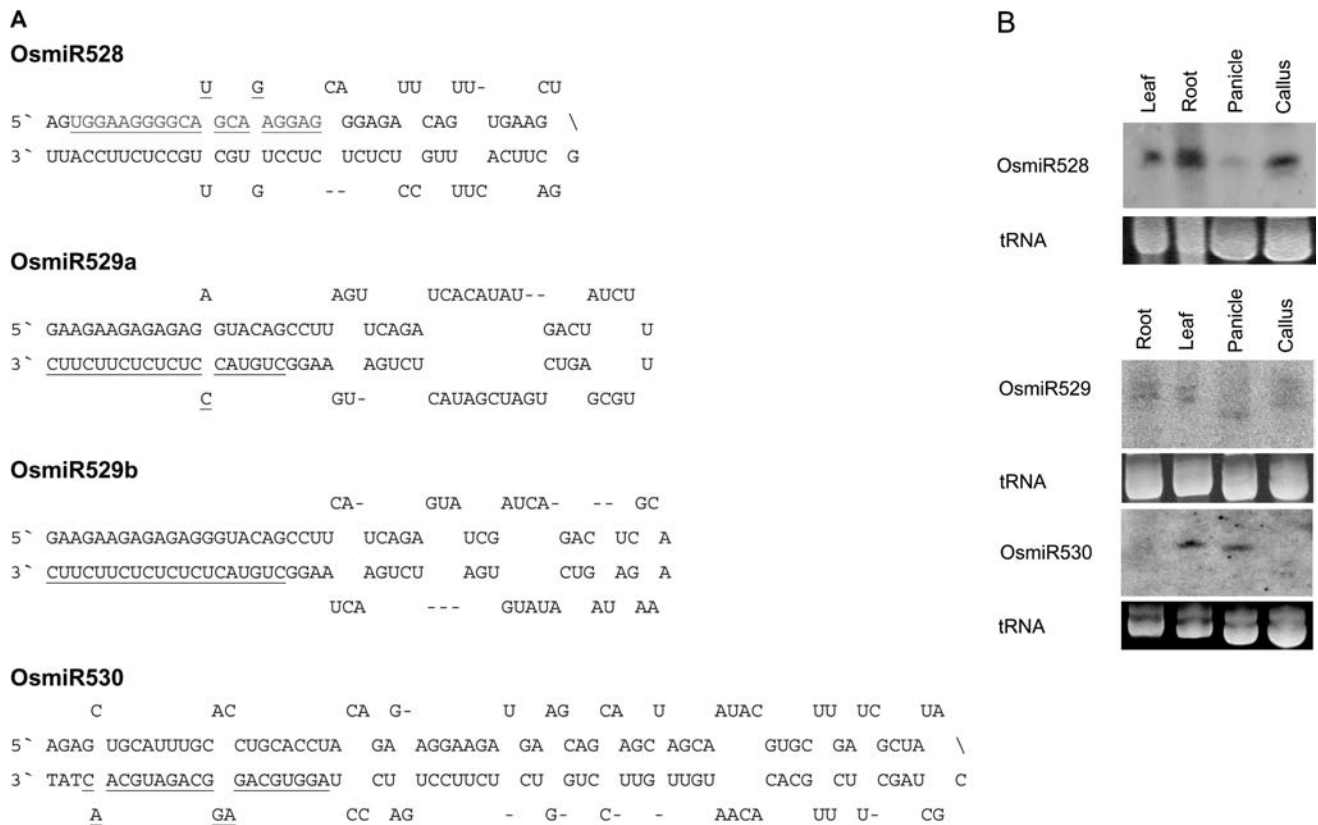 A
OsmiR528
U G CA UU UU- CU
5` AGUGGAAGGGGCA GCA AGGAG GGAGA CAG UGAAG \
3` UUACCUUCUCCGU CGU UCCUC UCUCU GUU ACUUC G
U G -- CC UUC AG
OsmiR529a
A AGU UCACAUAU-- AUCU
5` GAAGAAGAGAGAG GUACAGCCUU UCAGA GACU U
3` CUUCUUCUCUCUC CAUGUCGGAA AGUCU CUGA U
C GU- CAUAGCUAGU GCGU
OsmiR529b
CA- GUA AUCA- -- GC
5` GAAGAAGAGAGAGGGUACAGCCUU UCAGA UCG GAC UC A
3` CUUCUUCUCUCUCUCAUGUCGGAA AGUCU AGU CUG AG A
UCA --- GUAUA AU AA
OsmiR530
C AC CA G- U AG CA U AUAC UU UC UA
5` AGAG UGCAUUUGC CUGCACCUA GA AGGAAGA GA CAG AGC AGCA GUGC GA GCUA \
3` TATC ACGUAGACG GACGUGGAU CU UCCUUCU CU GUC UUG UUGU CACG CU CGAU C
A GA CC AG - G- C- - AACA UU U- CG
B
Leaf Root Panicle Callus
OsmiR528
tRNA
Root Leaf Panicle Callus
OsmiR529
tRNA
OsmiR530
tRNA